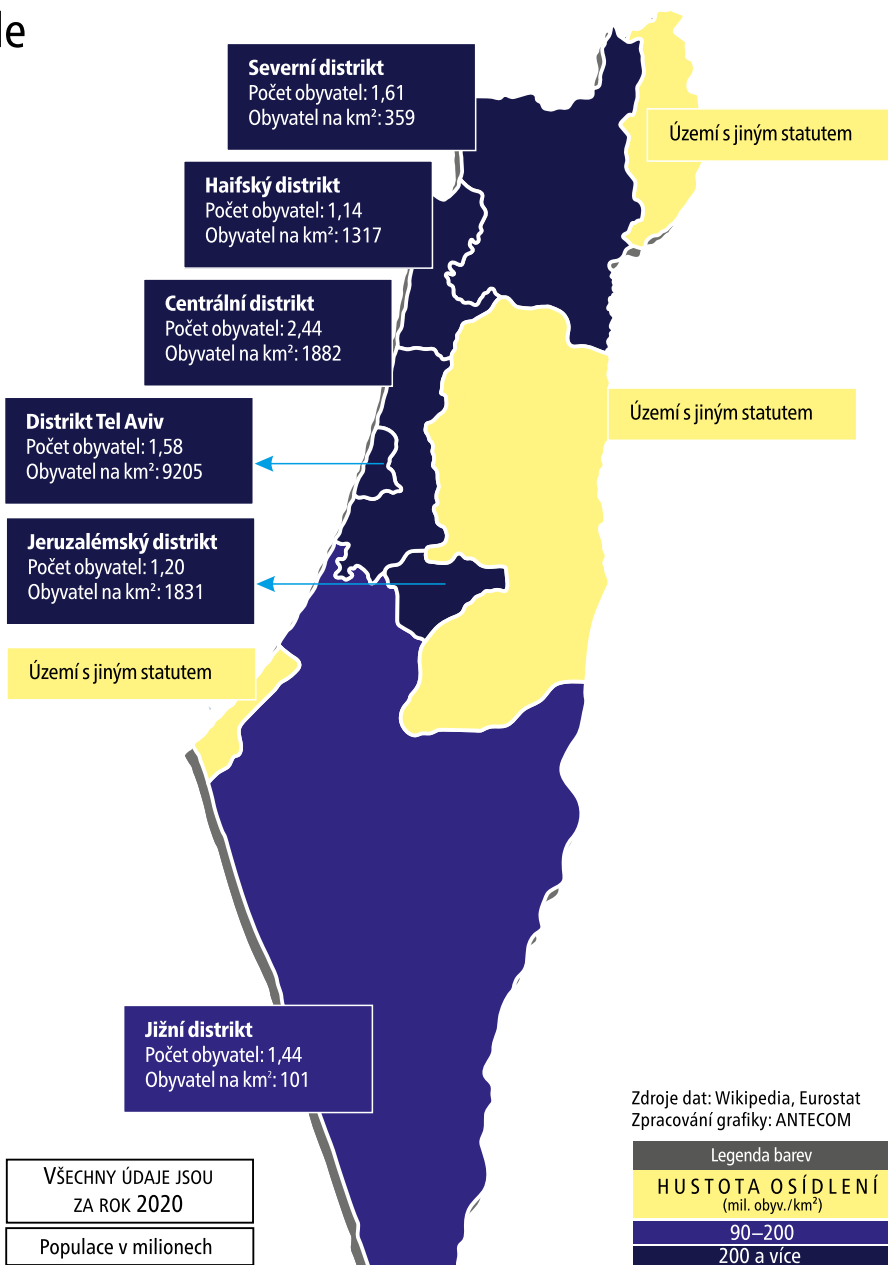 le
Severní distrikt
Počet obyvatel: 1,61
Obyvatel na km²: 359
Území s jiným statutem
Haifský distrikt
Počet obyvatel: 1,14
Obyvatel na km²: 1317
Centrální distrikt
Počet obyvatel: 2,44
Obyvatel na km²: 1882
Distrikt Tel Aviv
Počet obyvatel: 1,58
Obyvatel na km²: 9205
Území s jiným statutem
Jeruzalémský distrikt
Počet obyvatel: 1,20
Obyvatel na km²: 1831
Území s jiným statutem
Jižní distrikt
Počet obyvatel: 1,44
Obyvatel na km²: 101
Zdroje dat: Wikipedia, Eurostat
Zpracování grafiky: ANTECOM
Legenda barev
HUSTOTA OSÍDLENÍ
(mil. obyv./km²)
90–200
200 a více
VŠECHNY ÚDAJE JSOU
ZA ROK 2020
Populace v milionech